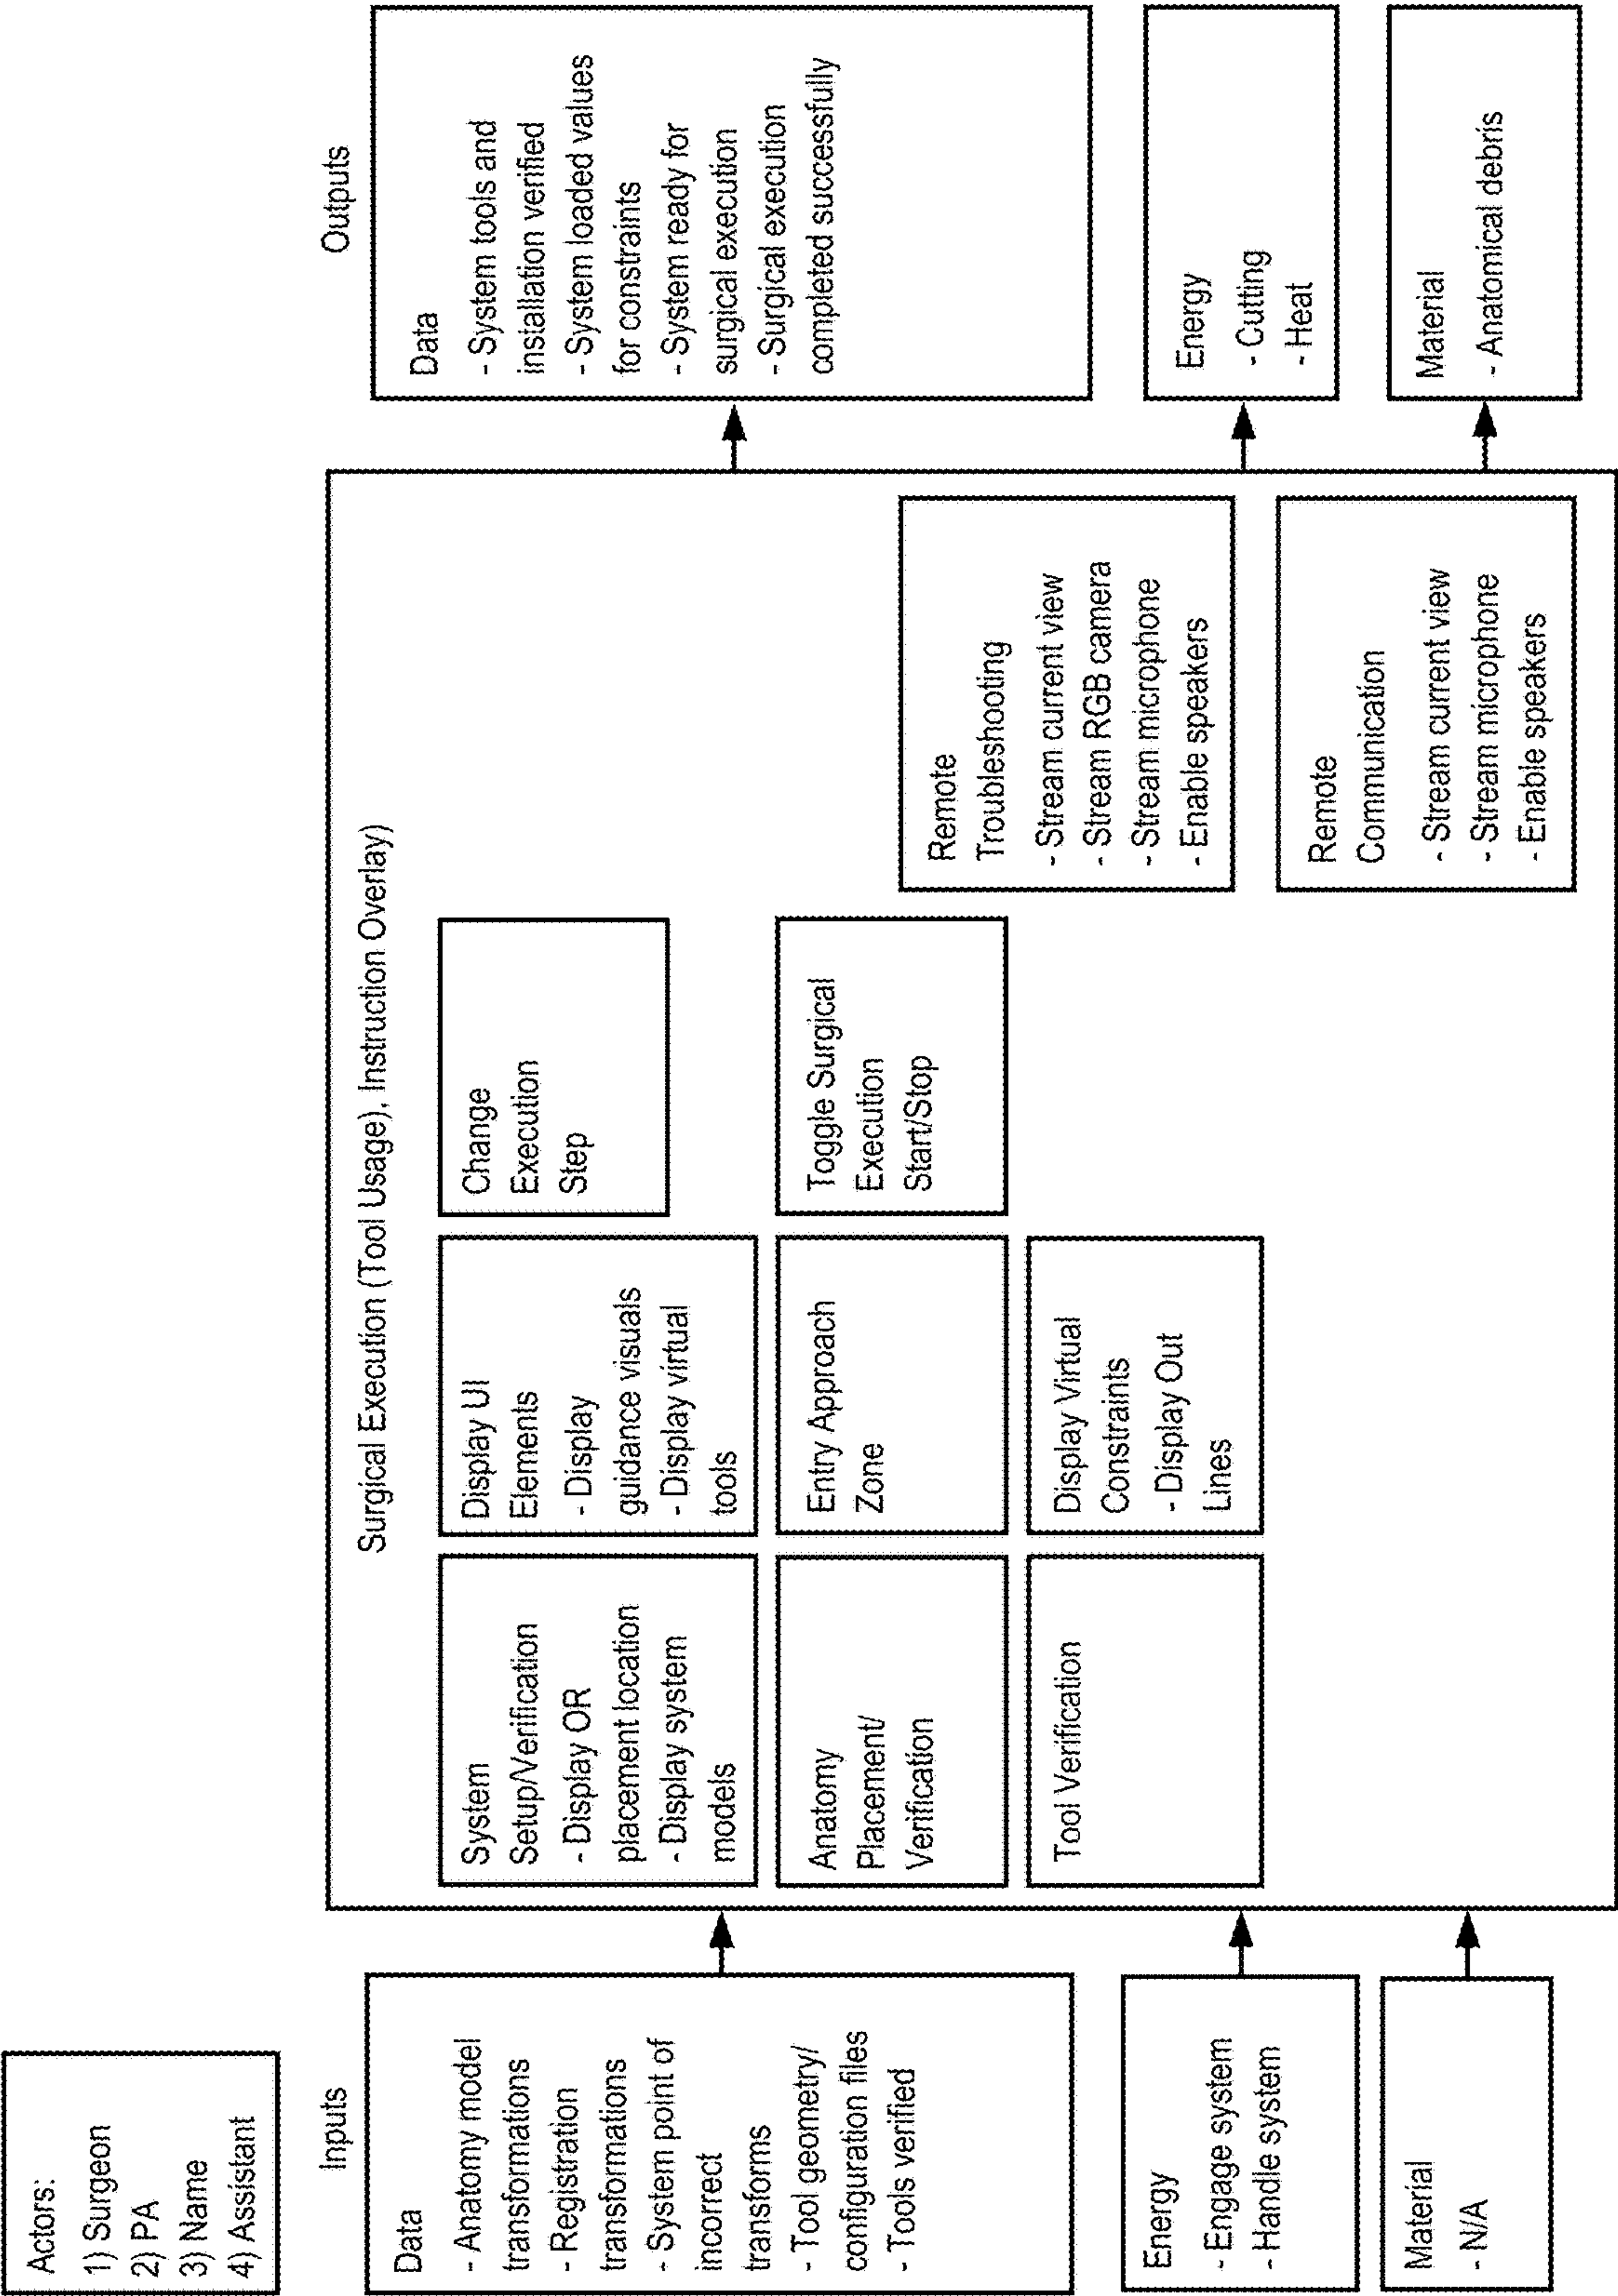 Actors:
1) Surgeon
2) PA
3) Name
4) Assistant
Inputs
Data
- Anatomy model
transformations
- Registration
transformations
- System point of
incorrect
transforms
- Tool geometry/
configuration files
- Tools verified
Energy
- Engage system
- Handle system
Material
- N/A
Surgical Execution (Tool Usage), Instruction Overlay)
System
Setup/Verification
- Display OR
placement location
- Display system
models
Display UI
Elements
- Display
guidance visuals
- Display virtual
tools
Change
Execution
Step
Anatomy
Placement/
Verification
Entry Approach
Zone
Toggle Surgical
Execution
Start/Stop
Tool Verification
Display Virtual
Constraints
- Display Out
Lines
Remote
Troubleshooting
- Stream current view
- Stream RGB camera
- Stream microphone
- Enable speakers
Remote
Communication
- Stream current view
- Stream microphone
- Enable speakers
Outputs
Data
- System tools and
installation verified
- System loaded values
for constraints
- System ready for
surgical execution
- Surgical execution
completed successfully
Energy
- Cutting
- Heat
Material
- Anatomical debris